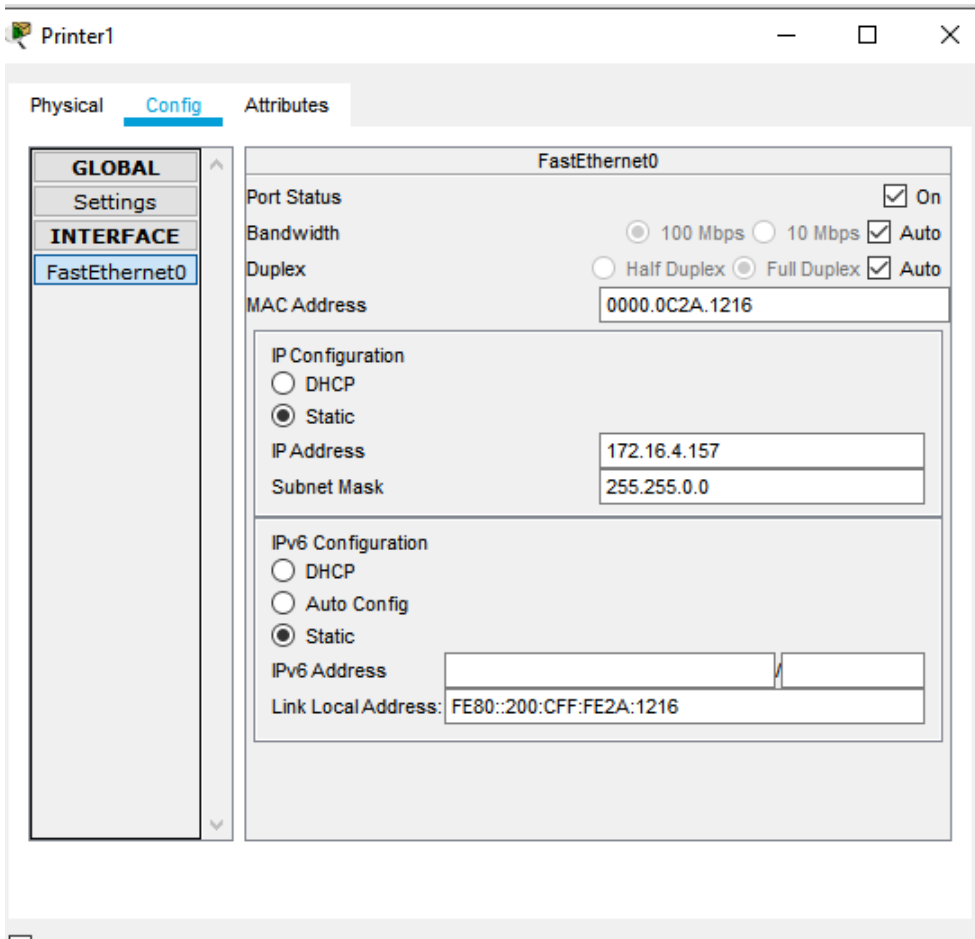 Printer1
Physical Config Attributes
GLOBAL
Settings
INTERFACE
FastEthernet0
FastEthernet0
Port Status On
Bandwidth 100 Mbps 10 Mbps Auto
Duplex Half Duplex Full Duplex Auto
MAC Address 0000.0C2A.1216
IP Configuration
DHCP
Static
IP Address 172.16.4.157
Subnet Mask 255.255.0.0
IPv6 Configuration
DHCP
Auto Config
Static
IPv6 Address /
Link Local Address: FE80::200:CFF:FE2A:1216